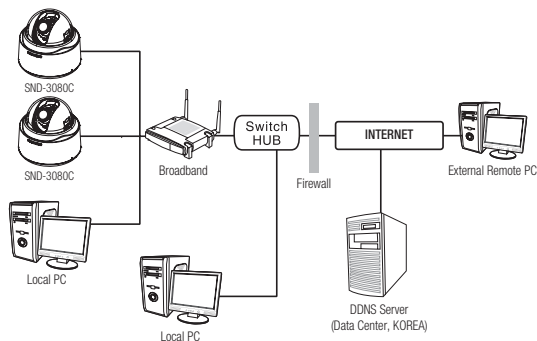 SND-3080C
SND-3080C
Broadband
Switch
HUB
Firewall
INTERNET
External Remote PC
Local PC
Local PC
DDNS Server
(Data Center, KOREA)